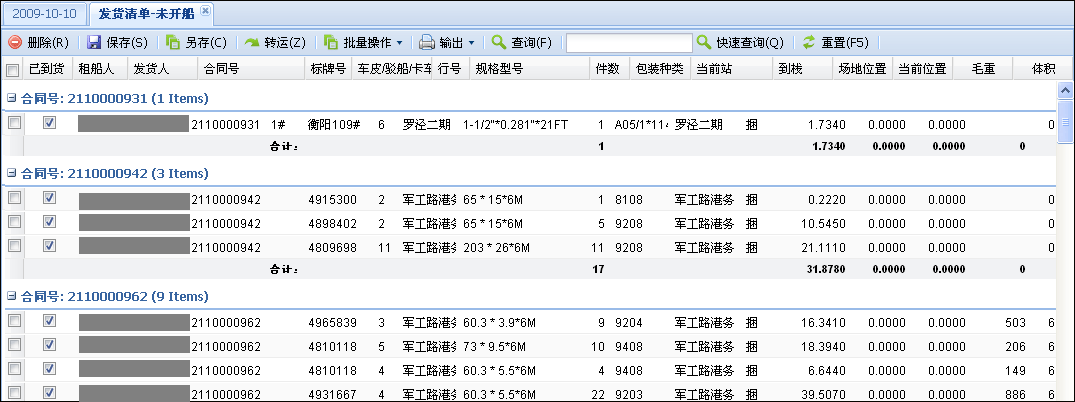 2009-10-10 发货清单-未开船
删除(R) 保存(S) 另存(C) 转运(Z) 批量操作 输出 查询(F) 快速查询(Q) 重置(F5)
已到货 租船人 发货人 合同号 标牌号 车皮/驳船/卡车 行号 规格型号 件数 包装种类 当前站 到栈 场地位置 当前位置 毛重 体积
合同号: 2110000931 (1 Items)
2110000931 1# 衡阳109# 6 罗泾二期 1-1/2"*0.281"*21FT 1 A05/1*114 罗泾二期 捆 1.7340 0.0000 0.0000 0
合计: 1 1.7340 0.0000 0.0000 0
合同号: 2110000942 (3 Items)
2110000942 4915300 2 军工路港务 65 * 15*6M 1 8108 军工路港务 捆 0.2220 0.0000 0.0000
2110000942 4898402 2 军工路港务 65 * 15*6M 5 9208 军工路港务 捆 10.5450 0.0000 0.0000
2110000942 4809698 11 军工路港务 203 * 26*6M 11 9208 军工路港务 捆 21.1110 0.0000 0.0000
合计: 17 31.8780 0.0000 0.0000 0
合同号: 2110000962 (9 Items)
2110000962 4965839 3 军工路港务 60.3 * 3.9*6M 9 9204 军工路港务 捆 16.3410 0.0000 0.0000 503 6
2110000962 4810118 5 军工路港务 73 * 9.5*6M 10 9408 军工路港务 捆 18.3940 0.0000 0.0000 206 6
2110000962 4810118 4 军工路港务 60.3 * 5.5*6M 4 9408 军工路港务 捆 6.6440 0.0000 0.0000 149 6
2110000962 4931667 4 军工路港务 60.3 * 5.5*6M 22 9203 军工路港务 捆 39.5070 0.0000 0.0000 886 6